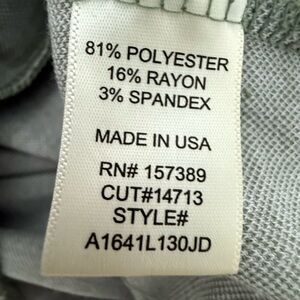 81% POLYESTER
16% RAYON
3% SPANDEX
MADE IN USA
RN# 157389
CUT#14713
STYLE#
A1641L130JD